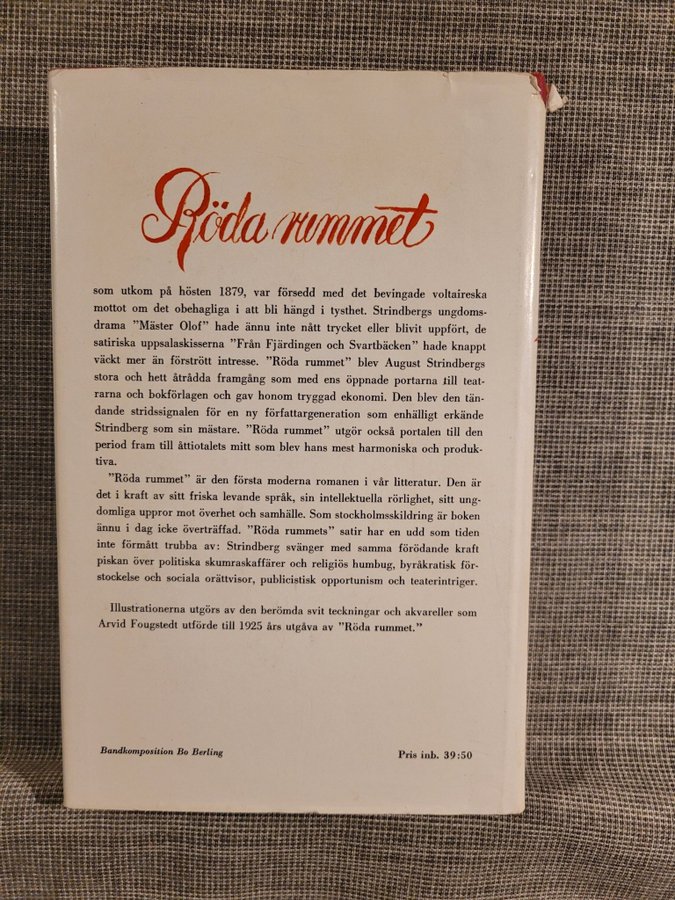 Röda rummet
som utkom på hösten 1879, var försedd med det bevingade voltaireska
mottot om det obehagliga i att bli hängd i tysthet. Strindbergs ungdoms-
drama ”Mäster Olof” hade ännu inte nått trycket eller blivit uppfört, de
satiriska uppsalaskisserna ”Från Fjärdingen och Svartbäcken” hade knappt
väckt mer än förstrött intresse. ”Röda rummet” blev August Strindbergs
stora och hett åtrådda framgång som med ens öppnade portarna till teat-
rarna och bokförlagen och gav honom tryggad ekonomi. Den blev den tän-
dande stridssignalen för en ny författargeneration som enhälligt erkände
Strindberg som sin mästare. ”Röda rummet” utgör också portalen till den
period fram till åttiotalets mitt som blev hans mest harmoniska och produk-
tiva.
”Röda rummet” är den första moderna romanen i vår litteratur. Den är
det i kraft av sitt friska levande språk, sin intellektuella rörlighet, sitt ung-
domliga uppror mot överhet och samhälle. Som stockholmsskildring är boken
ännu i dag icke överträffad. ”Röda rummets” satir har en udd som tiden
inte förmått trubba av: Strindberg svänger med samma förödande kraft
piskan över politiska skumraskaffärer och religiös humbug, byråkratisk för-
stockelse och sociala orättvisor, publicistisk opportunism och teaterintriger.
Illustrationerna utgörs av den berömda svit teckningar och akvareller som
Arvid Fougstedt utförde till 1925 års utgåva av ”Röda rummet.”
Bandkomposition Bo Berling
Pris inb. 39:50